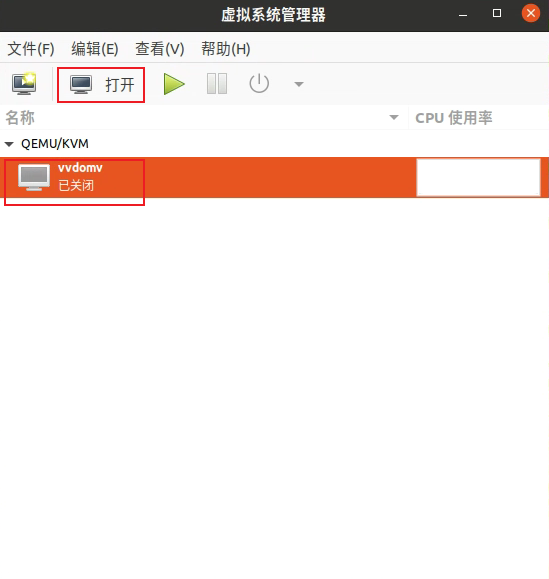 虚拟系统管理器
文件(F) 编辑(E) 查看(V) 帮助(H)
打开
名称 CPU 使用率
QEMU/KVM
vvdomv
已关闭